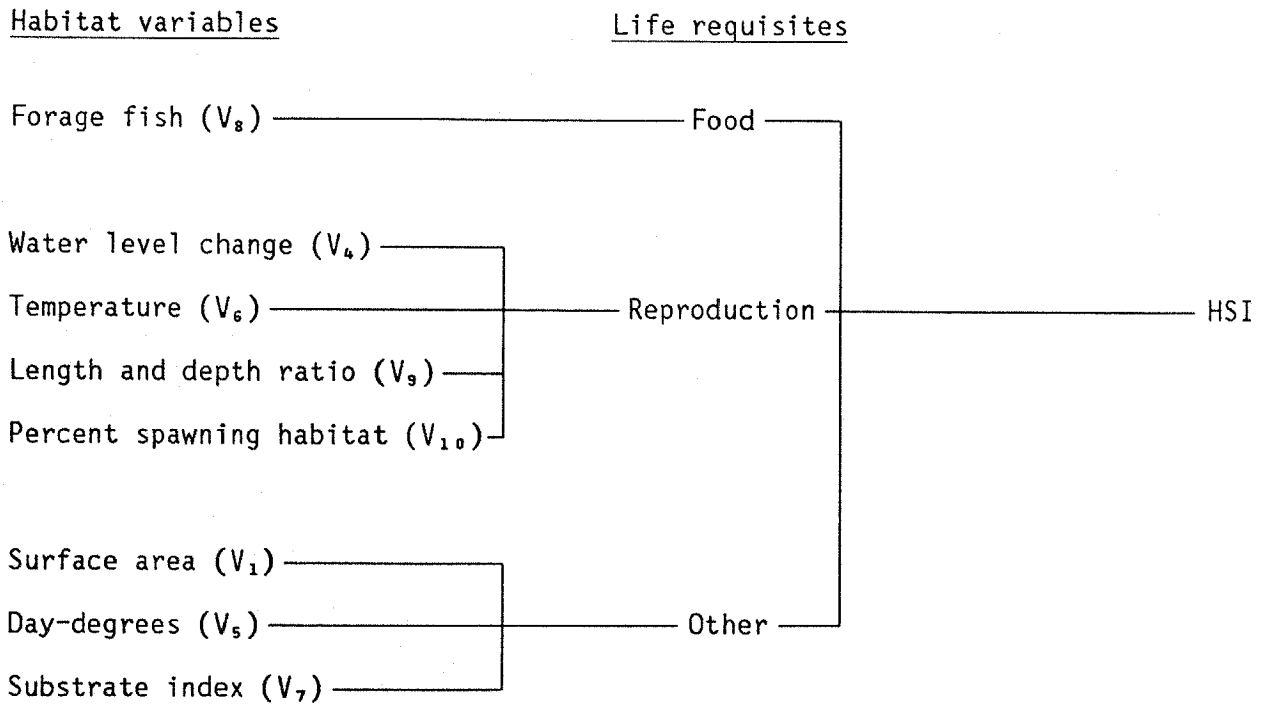 Habitat variables Life requisites
Forage fish (V₈) Food
Water level change (V₄)
Temperature (V₆) Reproduction HSI
Length and depth ratio (V₉)
Percent spawning habitat (V₁₀)
Surface area (V₁)
Day-degrees (V₅) Other
Substrate index (V₇)